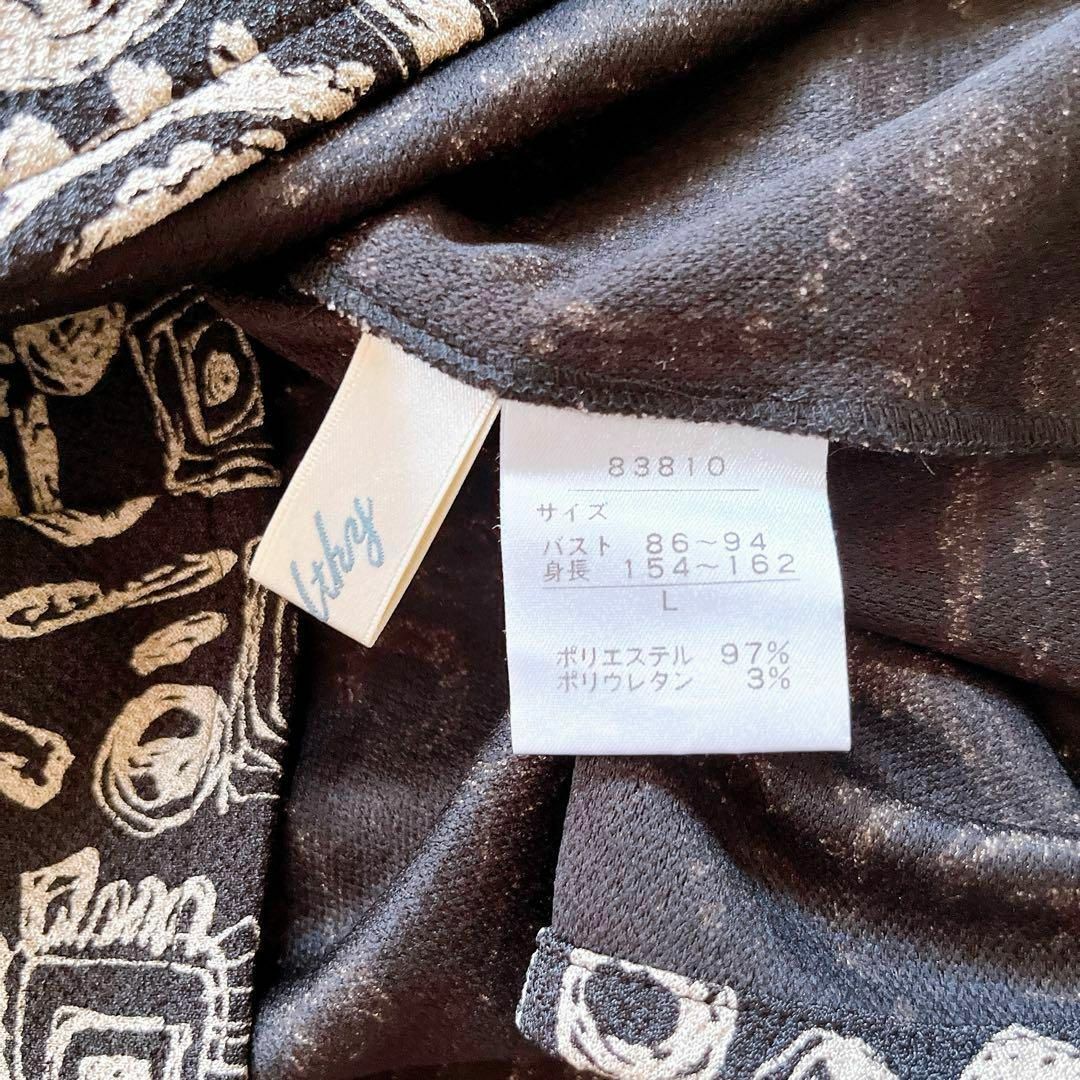 83810
サイズ
バスト 86～94
身長 154～162
L
ポリエステル 97%
ポリウレタン 3%